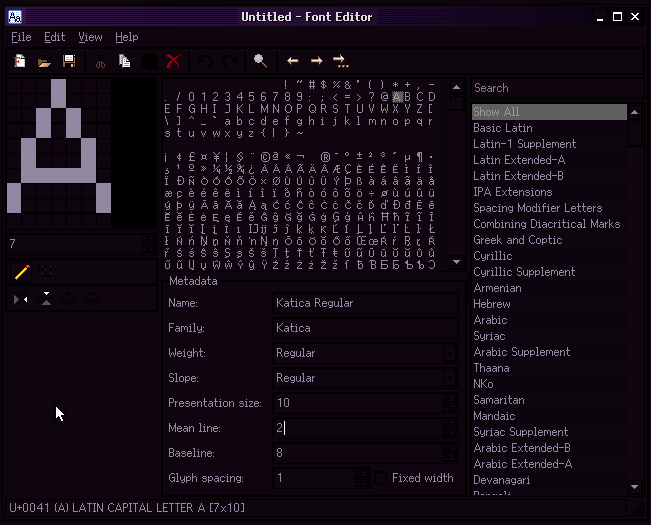 Untitled - Font Editor
File Edit View Help
7
! " # $ % & ' ( ) * + , -
. / 0 1 2 3 4 5 6 7 8 9 : ; < = > ? @ A B C D
E F G H I J K L M N O P Q R S T U V W X Y Z [
\ ] ^ _ ` a b c d e f g h i j k l m n o p q r
s t u v w x y z { | } ~
Metadata
Name: Katica Regular
Family: Katica
Weight: Regular
Slope: Regular
Presentation size: 10
Mean line: 2
Baseline: 8
Glyph spacing: 1 Fixed width
Search
Show All
Basic Latin
Latin-1 Supplement
Latin Extended-A
Latin Extended-B
IPA Extensions
Spacing Modifier Letters
Combining Diacritical Marks
Greek and Coptic
Cyrillic
Cyrillic Supplement
Armenian
Hebrew
Arabic
Syriac
Arabic Supplement
Thaana
NKo
Samaritan
Mandaic
Syriac Supplement
Arabic Extended-B
Arabic Extended-A
Devanagari
Bengali
U+0041 (A) LATIN CAPITAL LETTER A [7x10]